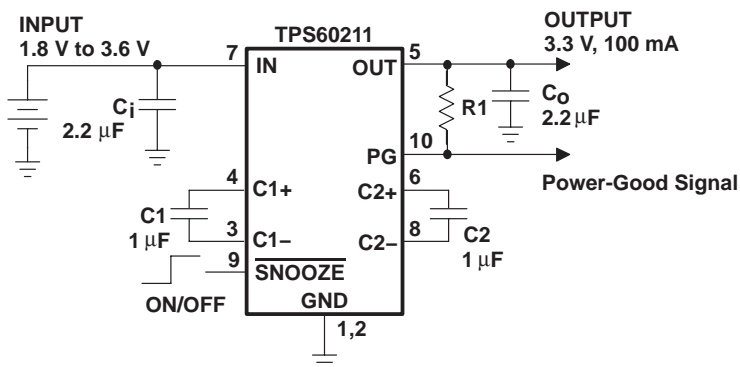 INPUT
1.8 V to 3.6 V
TPS60211
OUTPUT
3.3 V, 100 mA
7
IN
OUT
5
Ci
2.2 μF
R1
Co
2.2 μF
10
PG
Power-Good Signal
4
C1+
C2+
6
C1
1 μF
3
C1−
C2−
8
C2
1 μF
9
SNOOZE
ON/OFF
GND
1,2